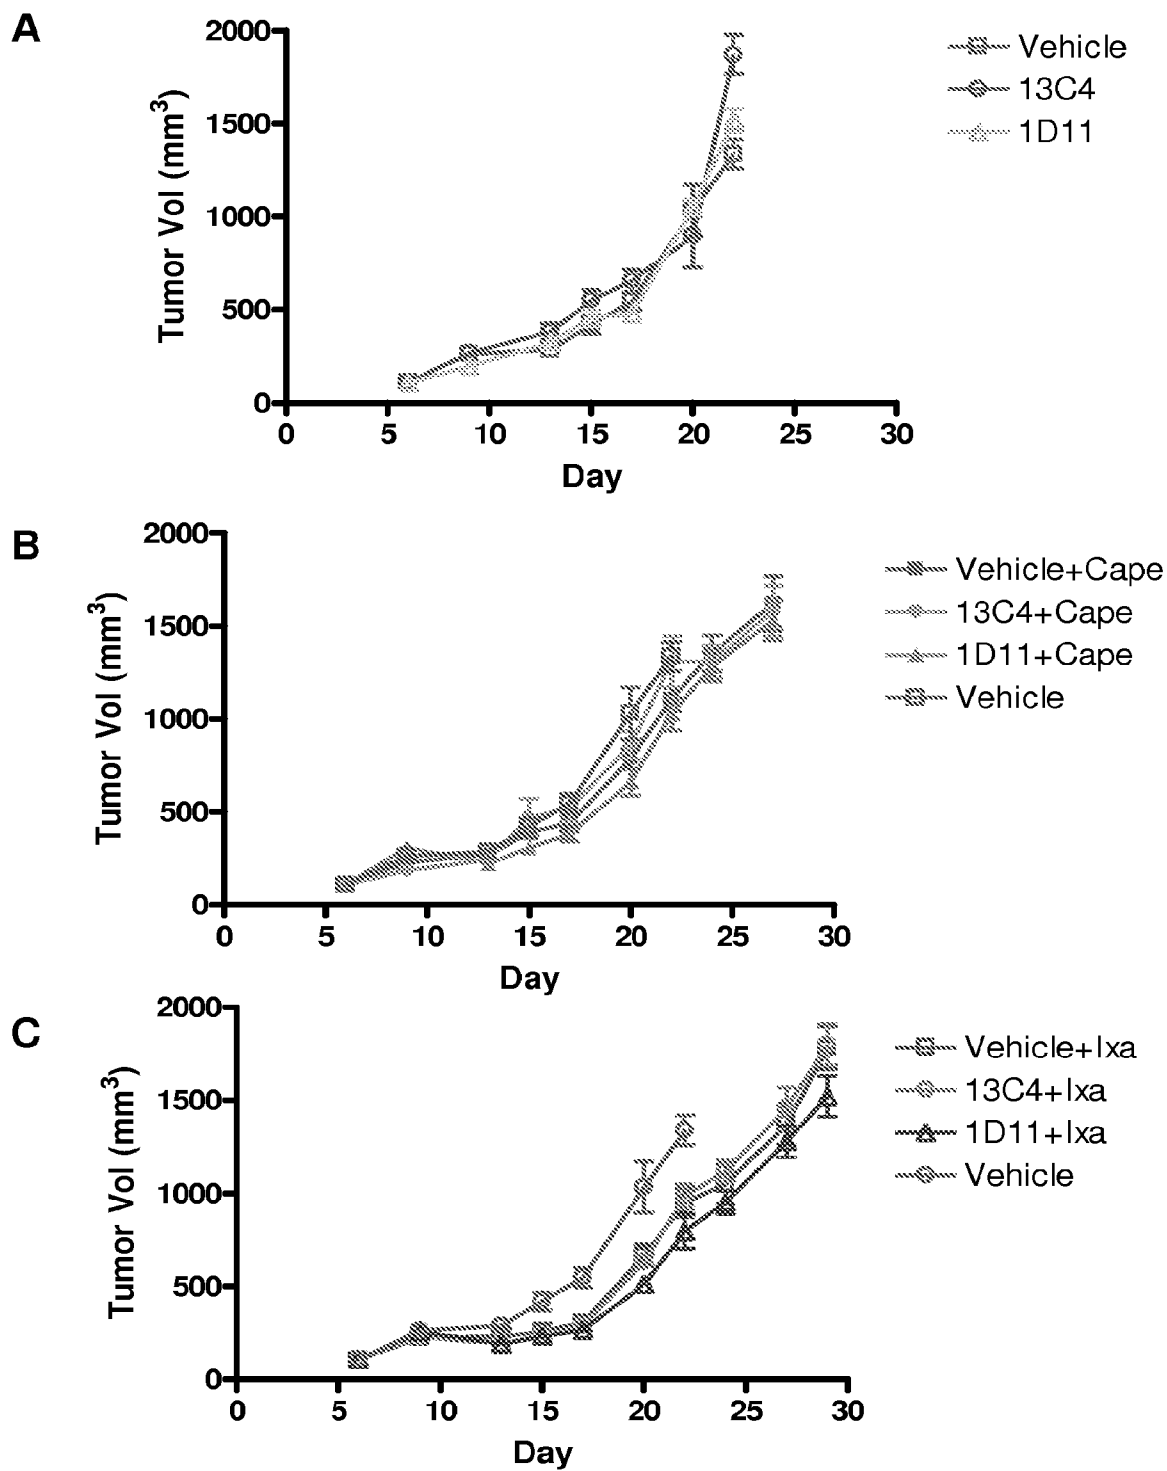 A
2000
1500
1000
500
0
Tumor Vol (mm3)
0 5 10 15 20 25 30
Day
Vehicle
13C4
1D11
B
2000
1500
1000
500
0
Tumor Vol (mm3)
0 5 10 15 20 25 30
Day
Vehicle+Cape
13C4+Cape
1D11+Cape
Vehicle
C
2000
1500
1000
500
0
Tumor Vol (mm3)
0 5 10 15 20 25 30
Day
Vehicle+Ixa
13C4+Ixa
1D11+Ixa
Vehicle